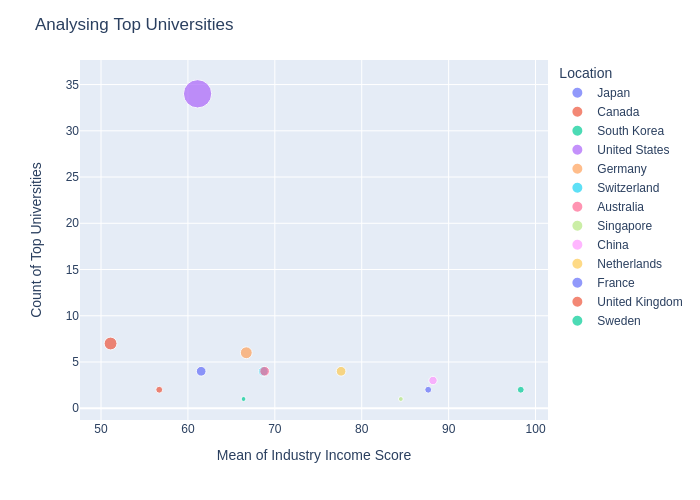 Analysing Top Universities
Count of Top Universities
35
30
25
20
15
10
5
0
50
60
70
80
90
100
Mean of Industry Income Score
Location
Japan
Canada
South Korea
United States
Germany
Switzerland
Australia
Singapore
China
Netherlands
France
United Kingdom
Sweden